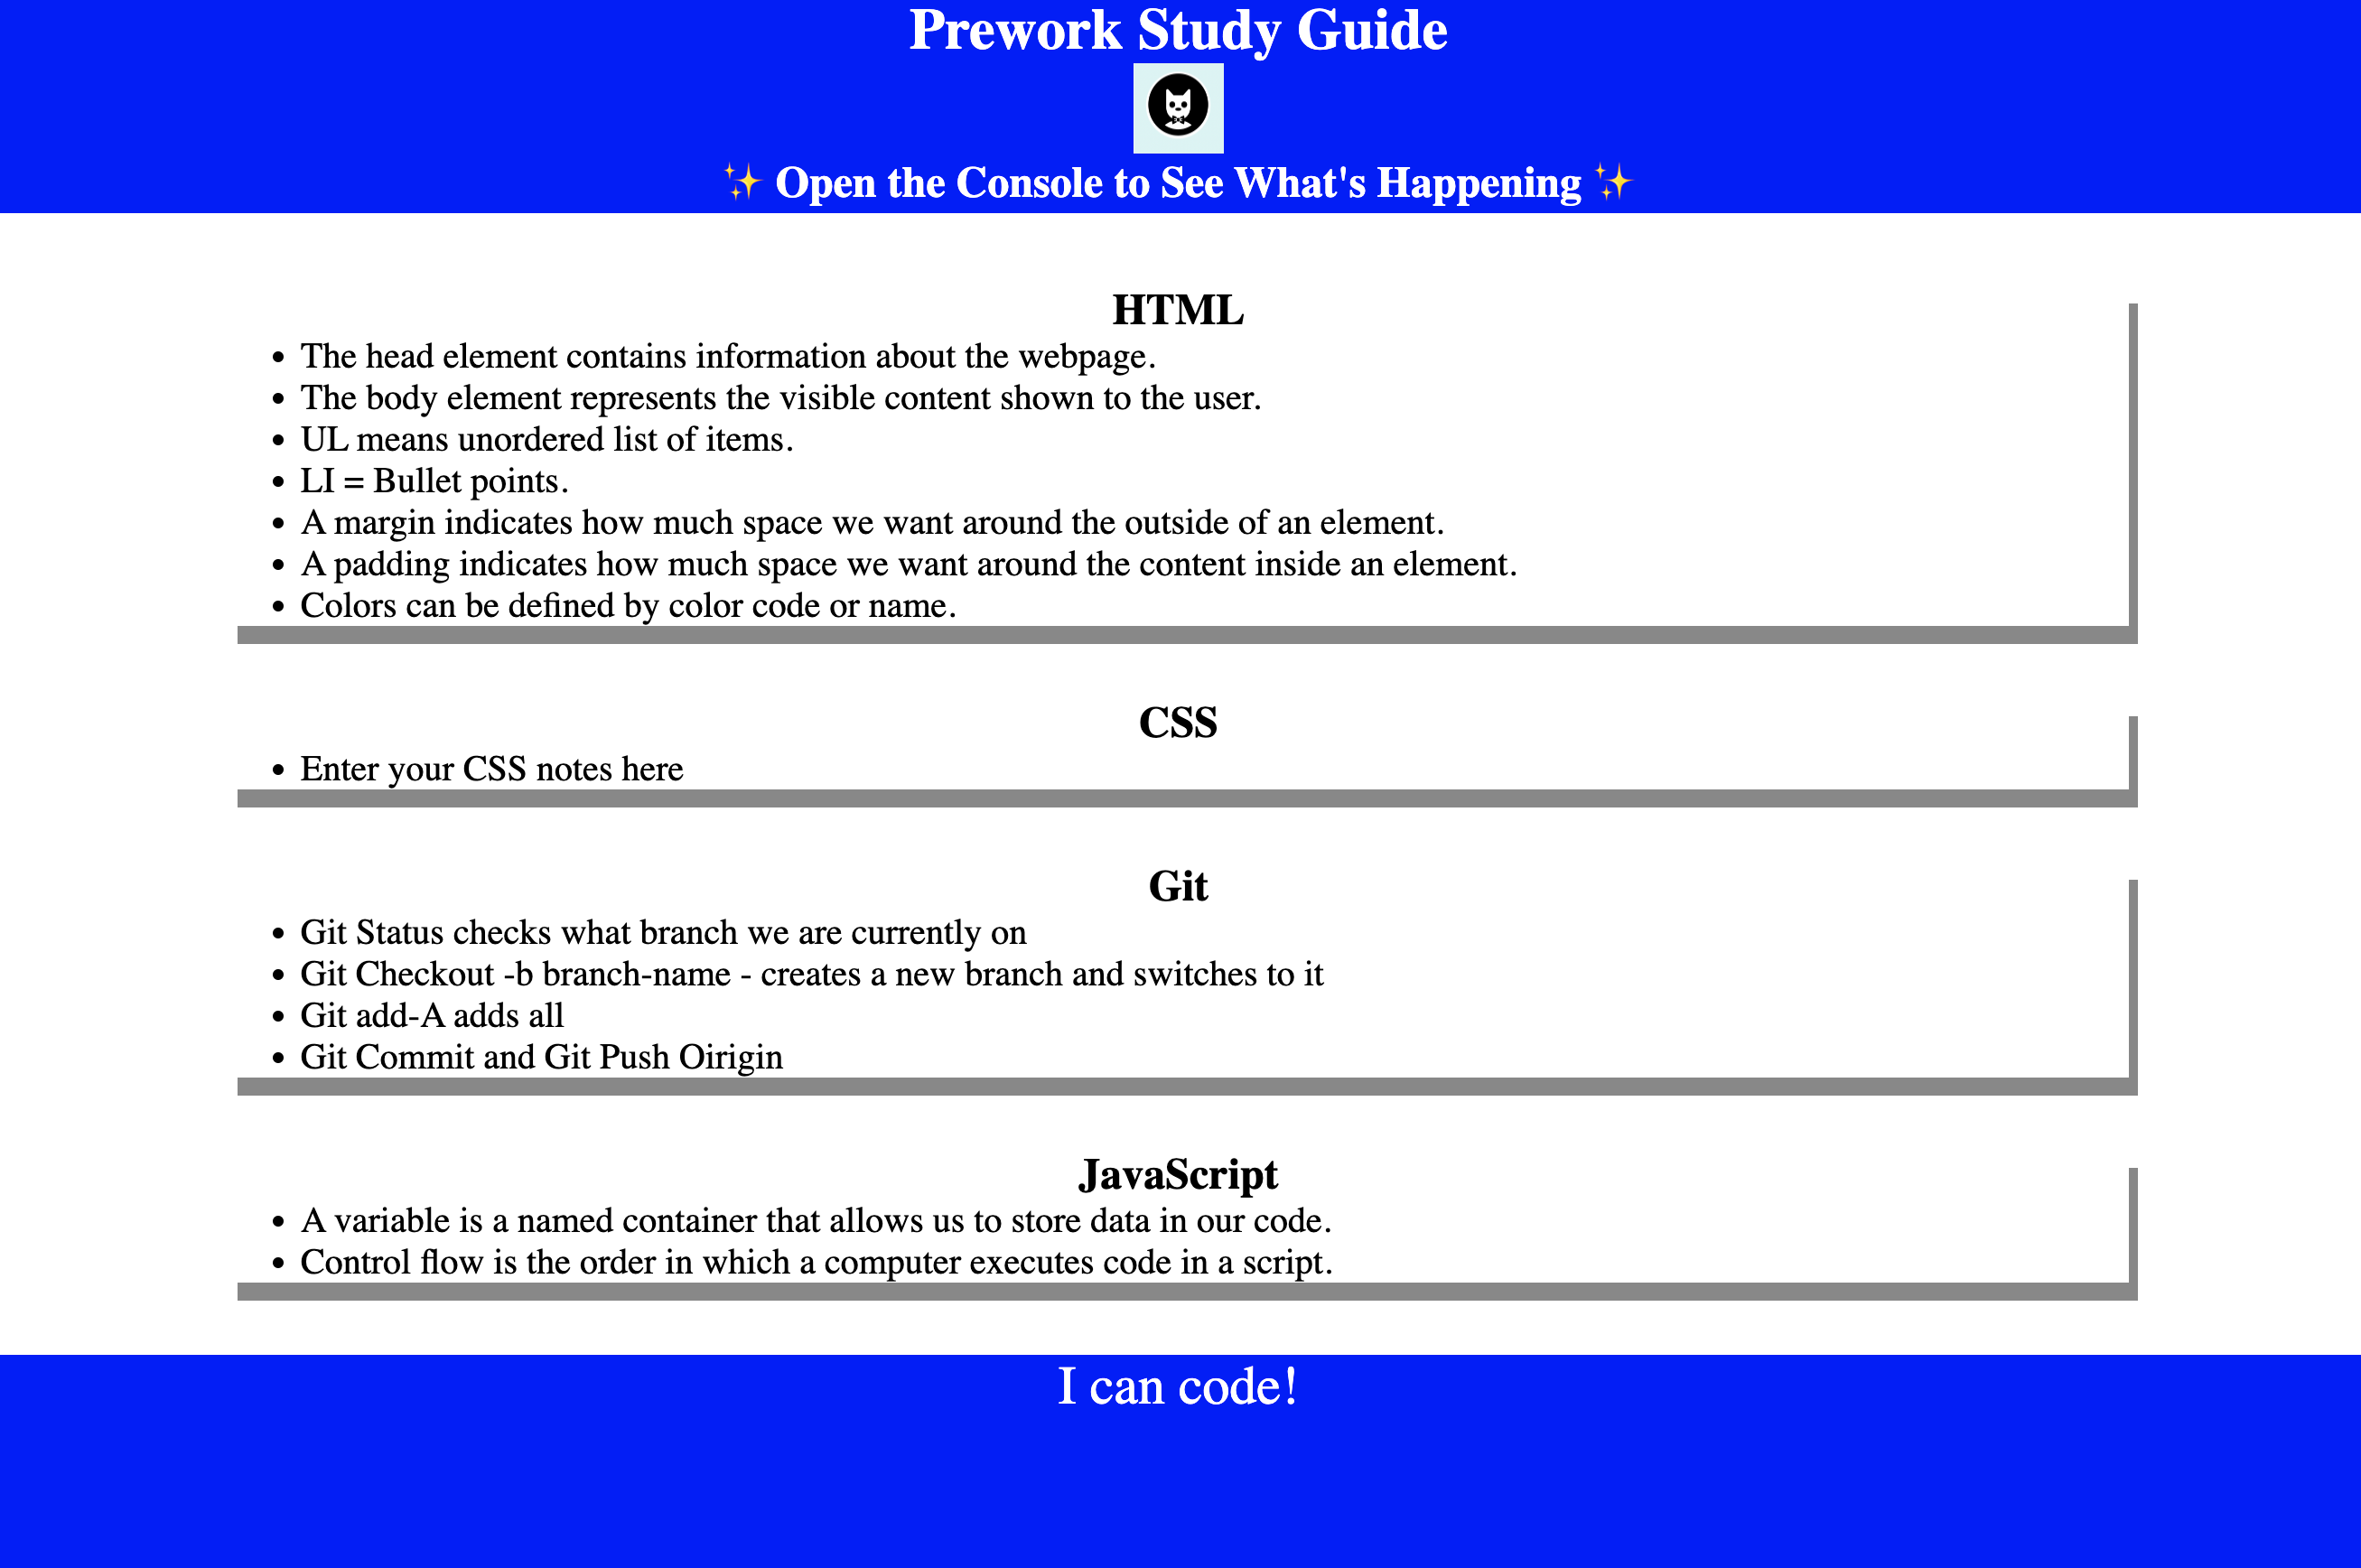 Prework Study Guide
✨ Open the Console to See What's Happening ✨
HTML
• The head element contains information about the webpage.
• The body element represents the visible content shown to the user.
• UL means unordered list of items.
• LI = Bullet points.
• A margin indicates how much space we want around the outside of an element.
• A padding indicates how much space we want around the content inside an element.
• Colors can be defined by color code or name.
CSS
• Enter your CSS notes here
Git
• Git Status checks what branch we are currently on
• Git Checkout -b branch-name - creates a new branch and switches to it
• Git add-A adds all
• Git Commit and Git Push Oirigin
JavaScript
• A variable is a named container that allows us to store data in our code.
• Control flow is the order in which a computer executes code in a script.
I can code!